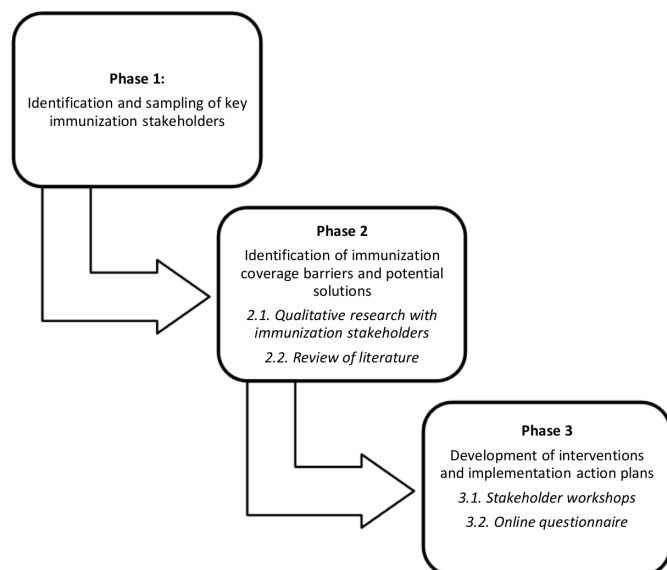 Phase 1:
Identification and sampling of key
immunization stakeholders
Phase 2
Identification of immunization
coverage barriers and potential
solutions
2.1. Qualitative research with
immunization stakeholders
2.2. Review of literature
Phase 3
Development of interventions
and implementation action plans
3.1. Stakeholder workshops
3.2. Online questionnaire